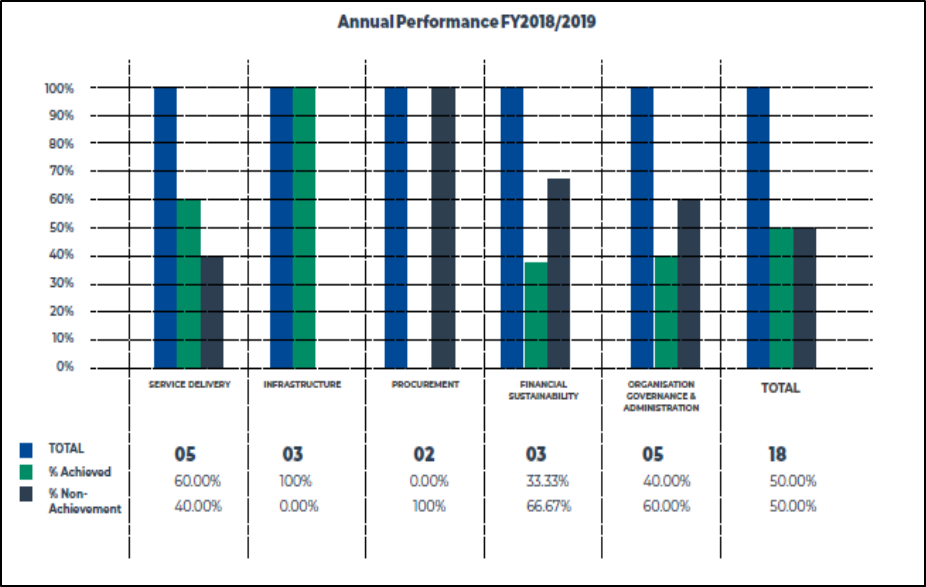 Annual Performance FY2018/2019
100%
90%
80%
70%
60%
50%
40%
30%
20%
10%
0%
SERVICE DELIVERY
INFRASTRUCTURE
PROCUREMENT
FINANCIAL
SUSTAINABILITY
ORGANISATION
GOVERNANCE &
ADMINISTRATION
TOTAL
TOTAL 05 03 02 03 05 18
% Achieved 60.00% 100% 0.00% 33.33% 40.00% 50.00%
% Non-
Achievement 40.00% 0.00% 100% 66.67% 60.00% 50.00%